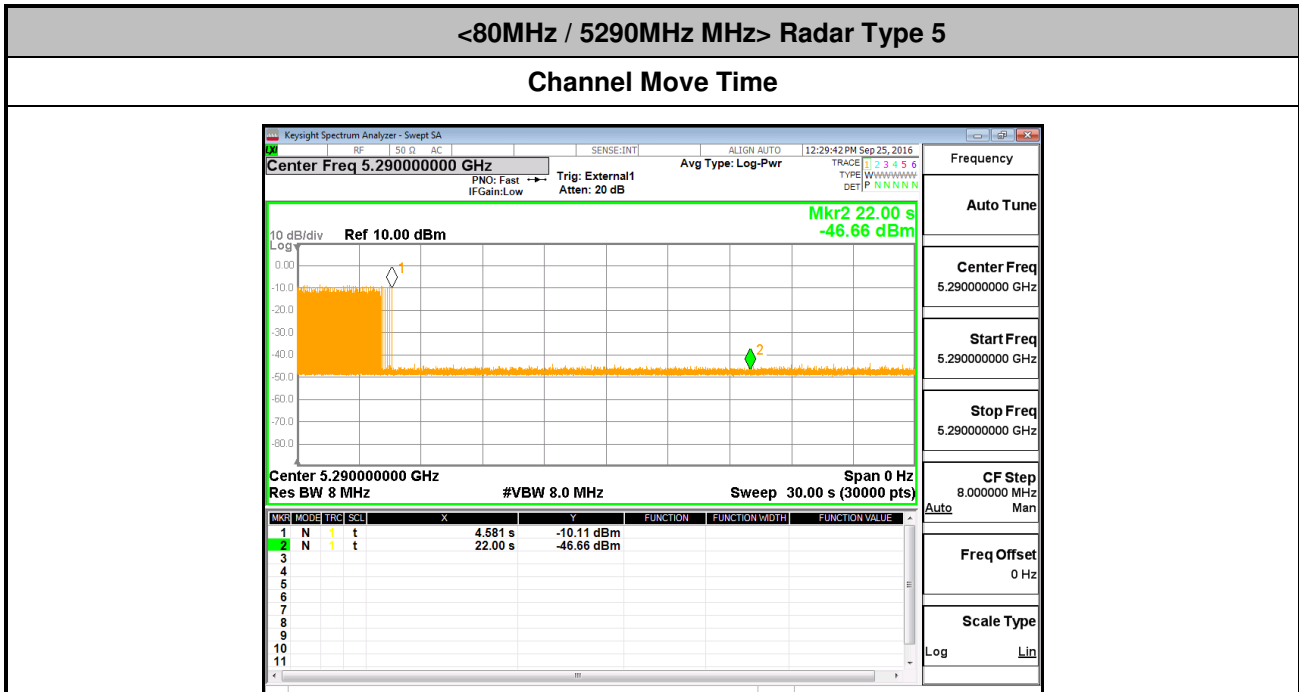 <80MHz / 5290MHz MHz> Radar Type 5
Channel Move Time
Keysight Spectrum Analyzer - Swept SA
LXI RF 50 Ω AC SENSE:INT ALIGN AUTO 12:29:42 PM Sep 25, 2016
Center Freq 5.290000000 GHz
PNO: Fast
IFGain:Low
Trig: External1
Atten: 20 dB
Avg Type: Log-Pwr
TRACE 1 2 3 4 5 6
TYPE WWWWWW
DET P N N N N N
Mkr2 22.00 s
-46.66 dBm
10 dB/div Ref 10.00 dBm
Log
0.00
-10.0
-20.0
-30.0
-40.0
-50.0
-60.0
-70.0
-80.0
1
2
Center 5.290000000 GHz Span 0 Hz
Res BW 8 MHz #VBW 8.0 MHz Sweep 30.00 s (30000 pts)
MKR MODE TRC SCL X Y FUNCTION FUNCTION WIDTH FUNCTION VALUE
1 N 1 t 4.581 s -10.11 dBm
2 N 1 t 22.00 s -46.66 dBm
3
4
5
6
7
8
9
10
11
Frequency
Auto Tune
Center Freq
5.290000000 GHz
Start Freq
5.290000000 GHz
Stop Freq
5.290000000 GHz
CF Step
8.000000 MHz
Auto Man
Freq Offset
0 Hz
Scale Type
Log Lin